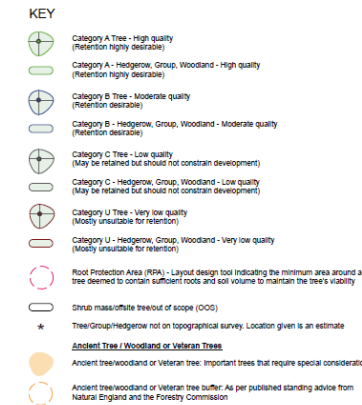 KEY
Category A Tree - High quality
(Retention highly desirable)
Category A - Hedgerow, Group, Woodland - High quality
(Retention highly desirable)
Category B Tree - Moderate quality
(Retention desirable)
Category B - Hedgerow, Group, Woodland - Moderate quality
(Retention desirable)
Category C Tree - Low quality
(May be retained but should not constrain development)
Category C - Hedgerow, Group, Woodland - Low quality
(May be retained but should not constrain development)
Category U Tree - Very low quality
(Mostly unsuitable for retention)
Category U - Hedgerow, Group, Woodland - Very low quality
(Mostly unsuitable for retention)
Root Protection Area (RPA) - Layout design tool indicating the minimum area around a
tree deemed to contain sufficient roots and soil volume to maintain the tree's viability
Shrub mass/offsite tree/out of scope (OOS)
* Tree/Group/Hedgerow not on topographical survey. Location given is an estimate
Ancient Tree / Woodland or Veteran Trees
Ancient tree/woodland or Veteran tree: Important trees that require special consideratio
Ancient tree/woodland or Veteran tree buffer: As per published standing advice from
Natural England and the Forestry Commission